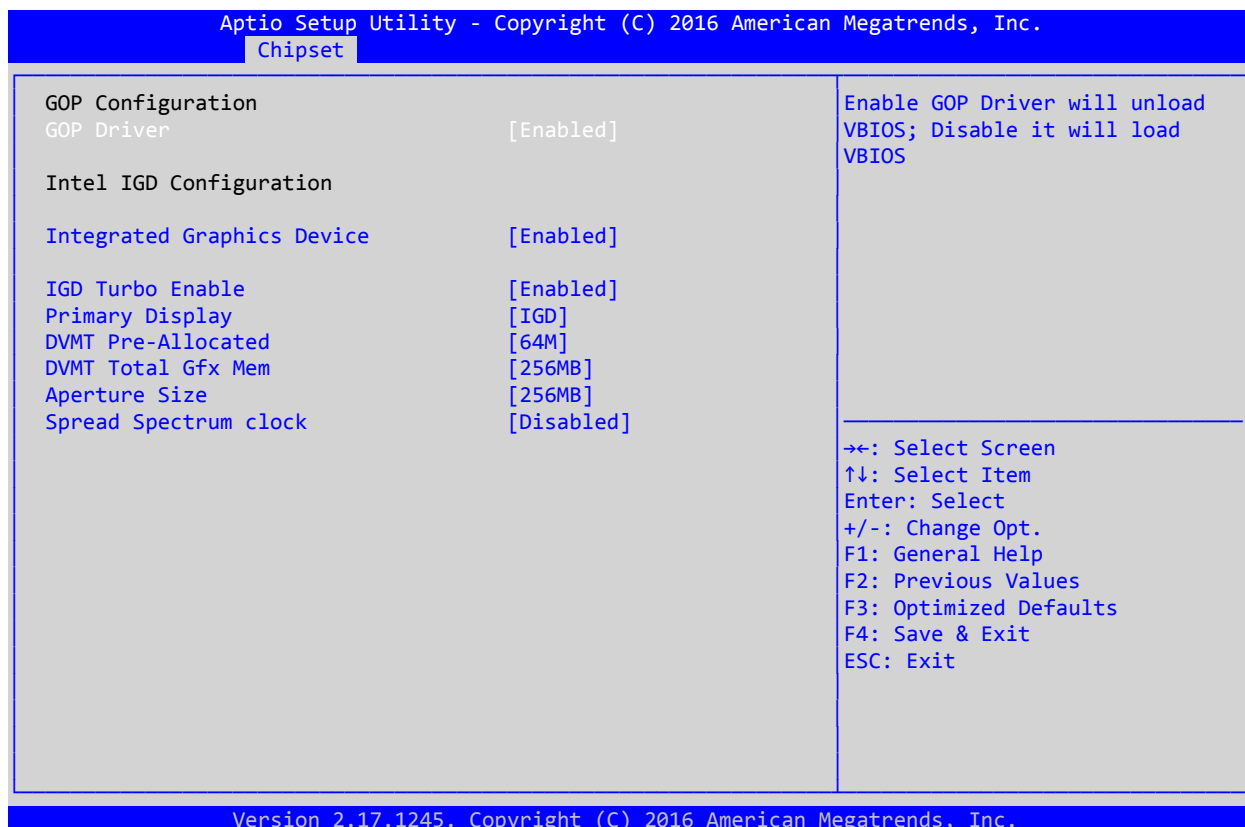 Aptio Setup Utility - Copyright (C) 2016 American Megatrends, Inc.
Chipset
GOP Configuration
GOP Driver [Enabled]
Intel IGD Configuration
Integrated Graphics Device [Enabled]
IGD Turbo Enable [Enabled]
Primary Display [IGD]
DVMT Pre-Allocated [64M]
DVMT Total Gfx Mem [256MB]
Aperture Size [256MB]
Spread Spectrum clock [Disabled]
Enable GOP Driver will unload
VBIOS; Disable it will load
VBIOS
→←: Select Screen
↑↓: Select Item
Enter: Select
+/-: Change Opt.
F1: General Help
F2: Previous Values
F3: Optimized Defaults
F4: Save & Exit
ESC: Exit
Version 2.17.1245. Copyright (C) 2016 American Megatrends, Inc.